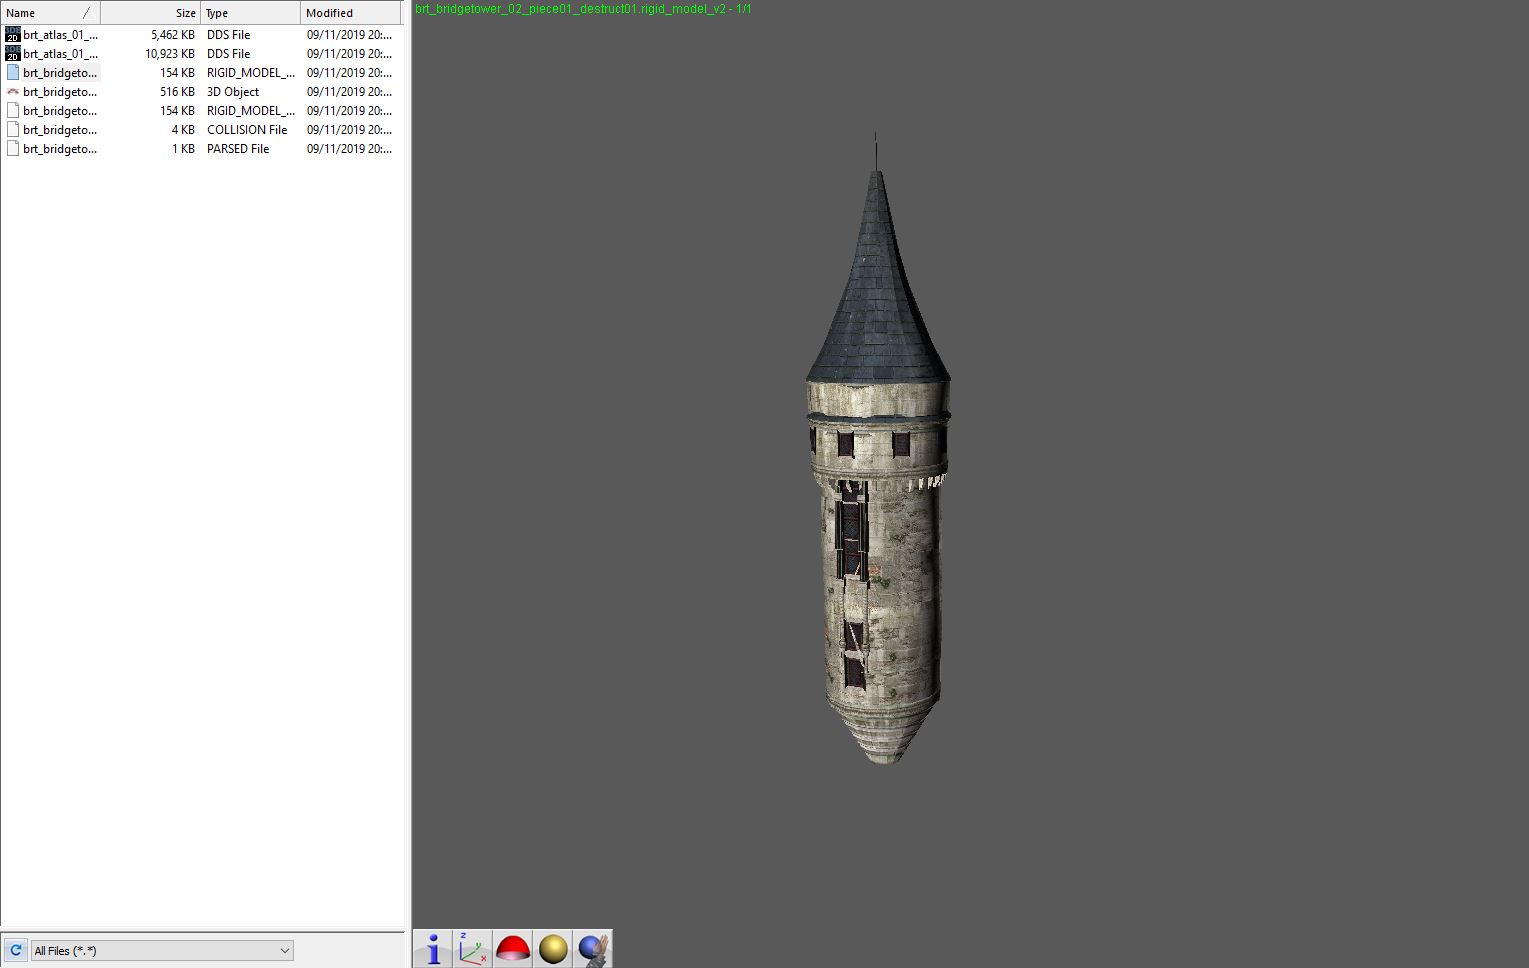 Name Size Type Modified
brt_atlas_01_... 5,462 KB DDS File 09/11/2019 20:...
brt_atlas_01_... 10,923 KB DDS File 09/11/2019 20:...
brt_bridgeto... 154 KB RIGID_MODEL_... 09/11/2019 20:...
brt_bridgeto... 516 KB 3D Object 09/11/2019 20:...
brt_bridgeto... 154 KB RIGID_MODEL_... 09/11/2019 20:...
brt_bridgeto... 4 KB COLLISION File 09/11/2019 20:...
brt_bridgeto... 1 KB PARSED File 09/11/2019 20:...
All Files (*.*)
brt_bridgetower_02_piece01_destruct01.rigid_model_v2 - 1/1
z y x